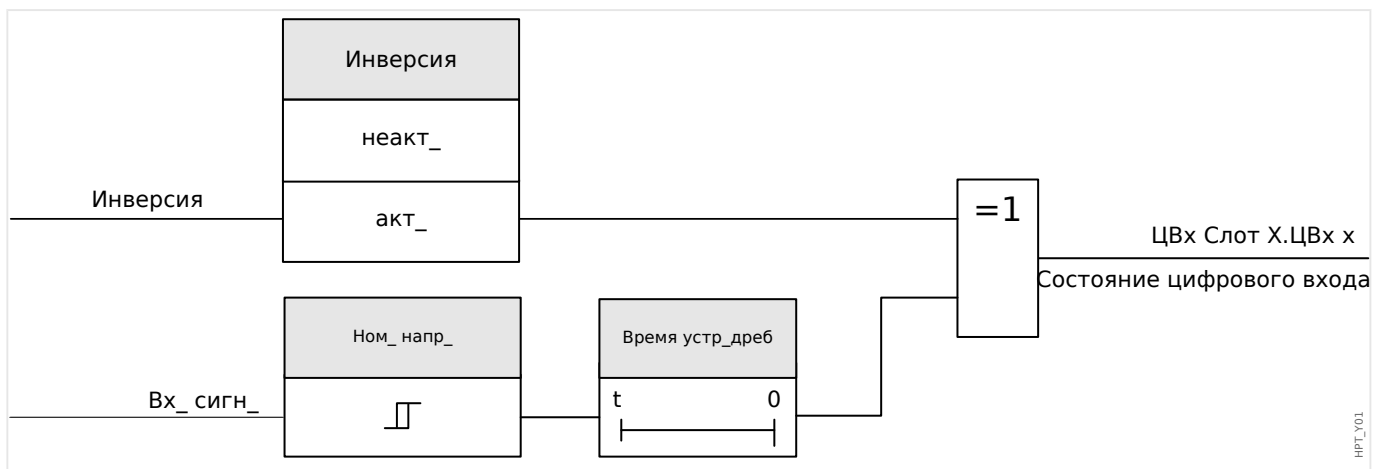 Инверсия
неакт_
Инверсия
акт_
=1
ЦВх Слот X.ЦВх x
Состояние цифрового входа
Ном_ напр_
Время устр_дреб
Вх_ сигн_
t 0
HPT_Y01